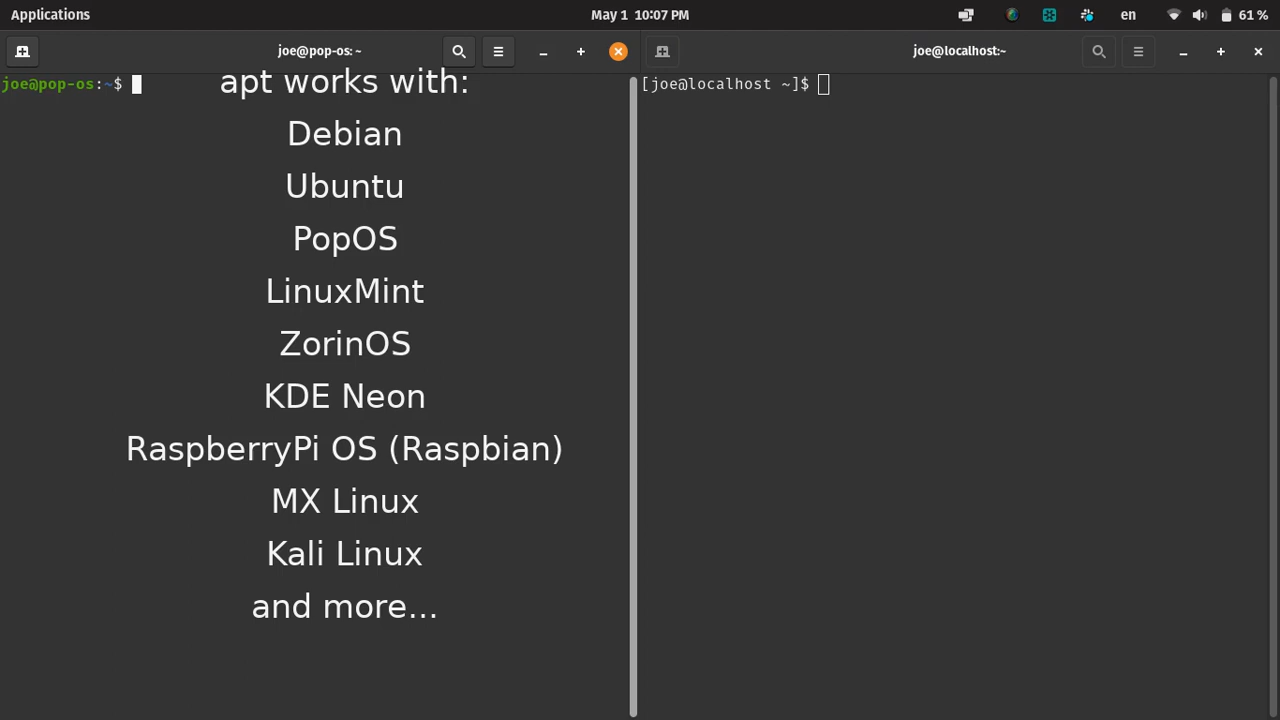 Applications
May 1 10:07 PM
en
61 %
joe@pop-os: ~
joe@localhost:~
joe@pop-os:~$
apt works with:
Debian
Ubuntu
PopOS
LinuxMint
ZorinOS
KDE Neon
RaspberryPi OS (Raspbian)
MX Linux
Kali Linux
and more...
[joe@localhost ~]$